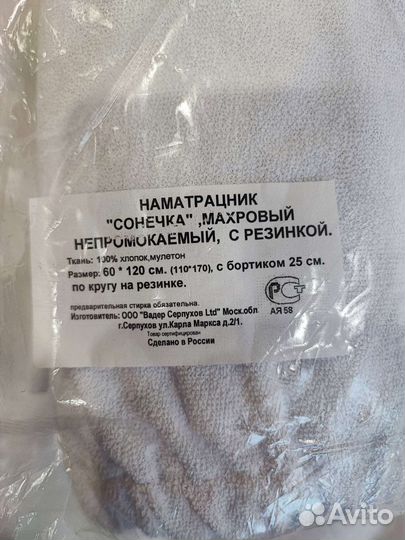 НАМАТРАЦНИК
"СОНЕЧКА" ,МАХРОВЫЙ
НЕПРОМОКАЕМЫЙ, С РЕЗИНКОЙ.
Ткань: 100% хлопок,мулетон
Размер: 60 * 120 см. (110*170), с бортиком 25 см.
по кругу на резинке.
предварительная стирка обязательна.
Изготовитель: ООО "Вадер Серпухов Ltd" Моск.обл
г.Серпухов ул.Карла Маркса д.2/1.
Товар сертифицирован
Сделано в России
РСТ
АЯ 58
Avito